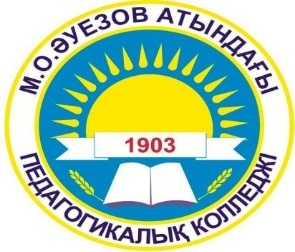 М.О.ӘУЕЗОВ АТЫНДАҒЫ
1903
ПЕДАГОГИКАЛЫҚ КОЛЛЕДЖІ